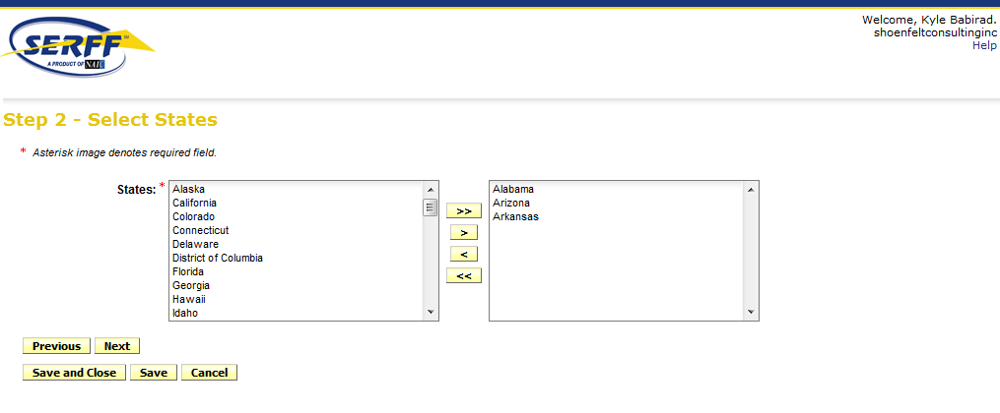 Welcome, Kyle Babirad.
shoenfeltconsultinginc
Help
SERFF
SM
A PRODUCT OF NAIC
Step 2 - Select States
* Asterisk image denotes required field.
States: *
Alaska
California
Colorado
Connecticut
Delaware
District of Columbia
Florida
Georgia
Hawaii
Idaho
>>
>
<
<<
Alabama
Arizona
Arkansas
Previous Next
Save and Close Save Cancel